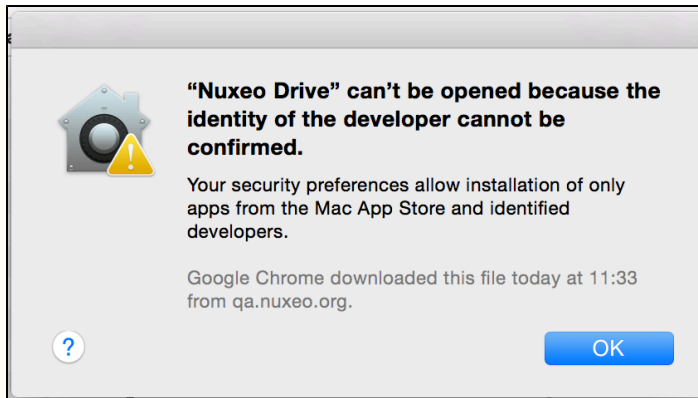 “Nuxeo Drive” can’t be opened because the
identity of the developer cannot be
confirmed.
Your security preferences allow installation of only
apps from the Mac App Store and identified
developers.
Google Chrome downloaded this file today at 11:33
from qa.nuxeo.org.
?
OK